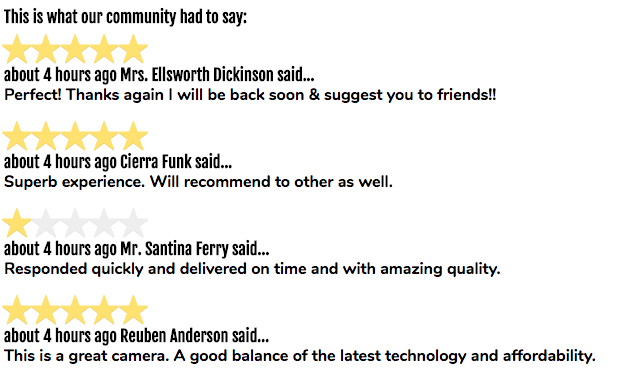 This is what our community had to say:
about 4 hours ago Mrs. Ellsworth Dickinson said...
Perfect! Thanks again I will be back soon & suggest you to friends!!
about 4 hours ago Cierra Funk said...
Superb experience. Will recommend to other as well.
about 4 hours ago Mr. Santina Ferry said...
Responded quickly and delivered on time and with amazing quality.
about 4 hours ago Reuben Anderson said...
This is a great camera. A good balance of the latest technology and affordability.